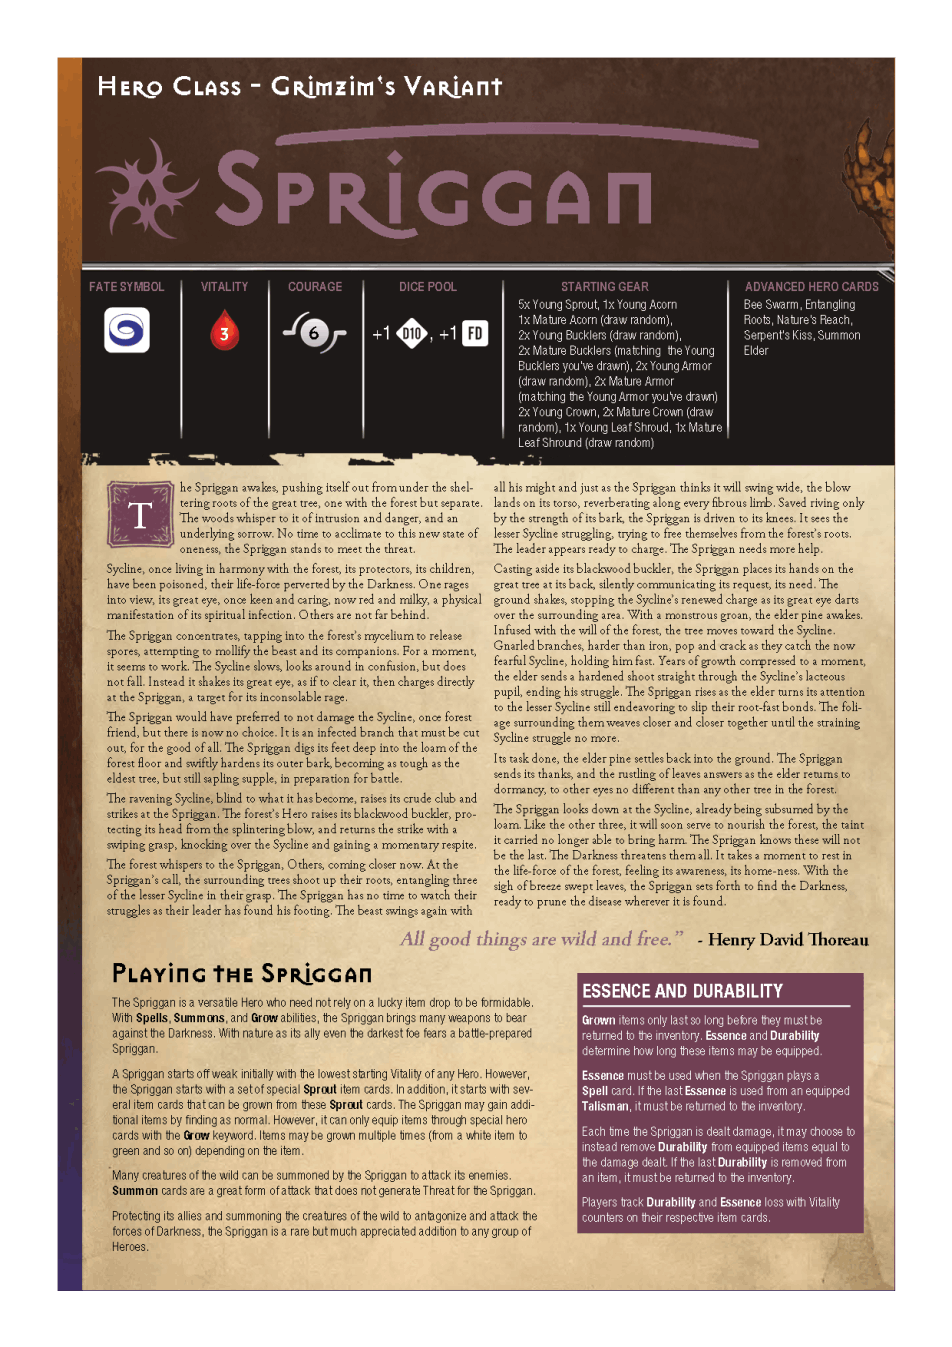 Hero Class - Grimzim's Variant
Spriggan
FATE SYMBOL
VITALITY
COURAGE
DICE POOL
STARTING GEAR
ADVANCED HERO CARDS
3
6
+1 D10 , +1 FD
5x Young Sprout, 1x Young Acorn
1x Mature Acorn (draw random),
2x Young Bucklers (draw random),
2x Mature Bucklers (matching the Young
Bucklers you've drawn), 2x Young Armor
(draw random), 2x Mature Armor
(matching the Young Armor you've drawn)
2x Young Crown, 2x Mature Crown (draw
random), 1x Young Leaf Shroud, 1x Mature
Leaf Shround (draw random)
Bee Swarm, Entangling
Roots, Nature's Reach,
Serpent's Kiss, Summon
Elder
The Spriggan awakes, pushing itself out from under the shel-
tering roots of the great tree, one with the forest but separate.
The woods whisper to it of intrusion and danger, and an
underlying sorrow. No time to acclimate to this new state of
oneness, the Spriggan stands to meet the threat.
Sycline, once living in harmony with the forest, its protectors, its children,
have been poisoned, their life-force perverted by the Darkness. One rages
into view, its great eye, once keen and caring, now red and milky, a physical
manifestation of its spiritual infection. Others are not far behind.
The Spriggan concentrates, tapping into the forest's mycelium to release
spores, attempting to mollify the beast and its companions. For a moment,
it seems to work. The Sycline slows, looks around in confusion, but does
not fall. Instead it shakes its great eye, as if to clear it, then charges directly
at the Spriggan, a target for its inconsolable rage.
The Spriggan would have preferred to not damage the Sycline, once forest
friend, but there is now no choice. It is an infected branch that must be cut
out, for the good of all. The Spriggan digs its feet deep into the loam of the
forest floor and swiftly hardens its outer bark, becoming as tough as the
eldest tree, but still sapling supple, in preparation for battle.
The ravening Sycline, blind to what it has become, raises its crude club and
strikes at the Spriggan. The forest's Hero raises its blackwood buckler, pro-
tecting its head from the splintering blow, and returns the strike with a
swiping grasp, knocking over the Sycline and gaining a momentary respite.
The forest whispers to the Spriggan, Others, coming closer now. At the
Spriggan's call, the surrounding trees shoot up their roots, entangling three
of the lesser Sycline in their grasp. The Spriggan has no time to watch their
struggles as their leader has found his footing. The beast swings again with
all his might and just as the Spriggan thinks it will swing wide, the blow
lands on its torso, reverberating along every fibrous limb. Saved riving only
by the strength of its bark, the Spriggan is driven to its knees. It sees the
lesser Sycline struggling, trying to free themselves from the forest's roots.
The leader appears ready to charge. The Spriggan needs more help.
Casting aside its blackwood buckler, the Spriggan places its hands on the
great tree at its back, silently communicating its request, its need. The
ground shakes, stopping the Sycline's renewed charge as its great eye darts
over the surrounding area. With a monstrous groan, the elder pine awakes.
Infused with the will of the forest, the tree moves toward the Sycline.
Gnarled branches, harder than iron, pop and crack as they catch the now
fearful Sycline, holding him fast. Years of growth compressed to a moment,
the elder sends a hardened shoot straight through the Sycline's lacteous
pupil, ending his struggle. The Spriggan rises as the elder turns its attention
to the lesser Sycline still endeavoring to slip their root-fast bonds. The foli-
age surrounding them weaves closer and closer together until the straining
Sycline struggle no more.
Its task done, the elder pine settles back into the ground. The Spriggan
sends its thanks, and the rustling of leaves answers as the elder returns to
dormancy, to other eyes no different than any other tree in the forest.
The Spriggan looks down at the Sycline, already being subsumed by the
loam. Like the other three, it will soon serve to nourish the forest, the taint
it carried no longer able to bring harm. The Spriggan knows these will not
be the last. The Darkness threatens them all. It takes a moment to rest in
the life-force of the forest, feeling its awareness, its home-ness. With the
sigh of breeze swept leaves, the Spriggan sets forth to find the Darkness,
ready to prune the disease wherever it is found.
All good things are wild and free." - Henry David Thoreau
Playing the Spriggan
The Spriggan is a versatile Hero who need not rely on a lucky item drop to be formidable.
With Spells, Summons, and Grow abilities, the Spriggan brings many weapons to bear
against the Darkness. With nature as its ally even the darkest foe fears a battle-prepared
Spriggan.
A Spriggan starts off weak initially with the lowest starting Vitality of any Hero. However,
the Spriggan starts with a set of special Sprout item cards. In addition, it starts with sev-
eral item cards that can be grown from these Sprout cards. The Spriggan may gain addi-
tional items by finding as normal. However, it can only equip items through special hero
cards with the Grow keyword. Items may be grown multiple times (from a white item to
green and so on) depending on the item.
Many creatures of the wild can be summoned by the Spriggan to attack its enemies.
Summon cards are a great form of attack that does not generate Threat for the Spriggan.
Protecting its allies and summoning the creatures of the wild to antagonize and attack the
forces of Darkness, the Spriggan is a rare but much appreciated addition to any group of
Heroes.
ESSENCE AND DURABILITY
Grown items only last so long before they must be
returned to the inventory. Essence and Durability
determine how long these items may be equipped.
Essence must be used when the Spriggan plays a
Spell card. If the last Essence is used from an equipped
Talisman, it must be returned to the inventory.
Each time the Spriggan is dealt damage, it may choose to
instead remove Durability from equipped items equal to
the damage dealt. If the last Durability is removed from
an item, it must be returned to the inventory.
Players track Durability and Essence loss with Vitality
counters on their respective item cards.